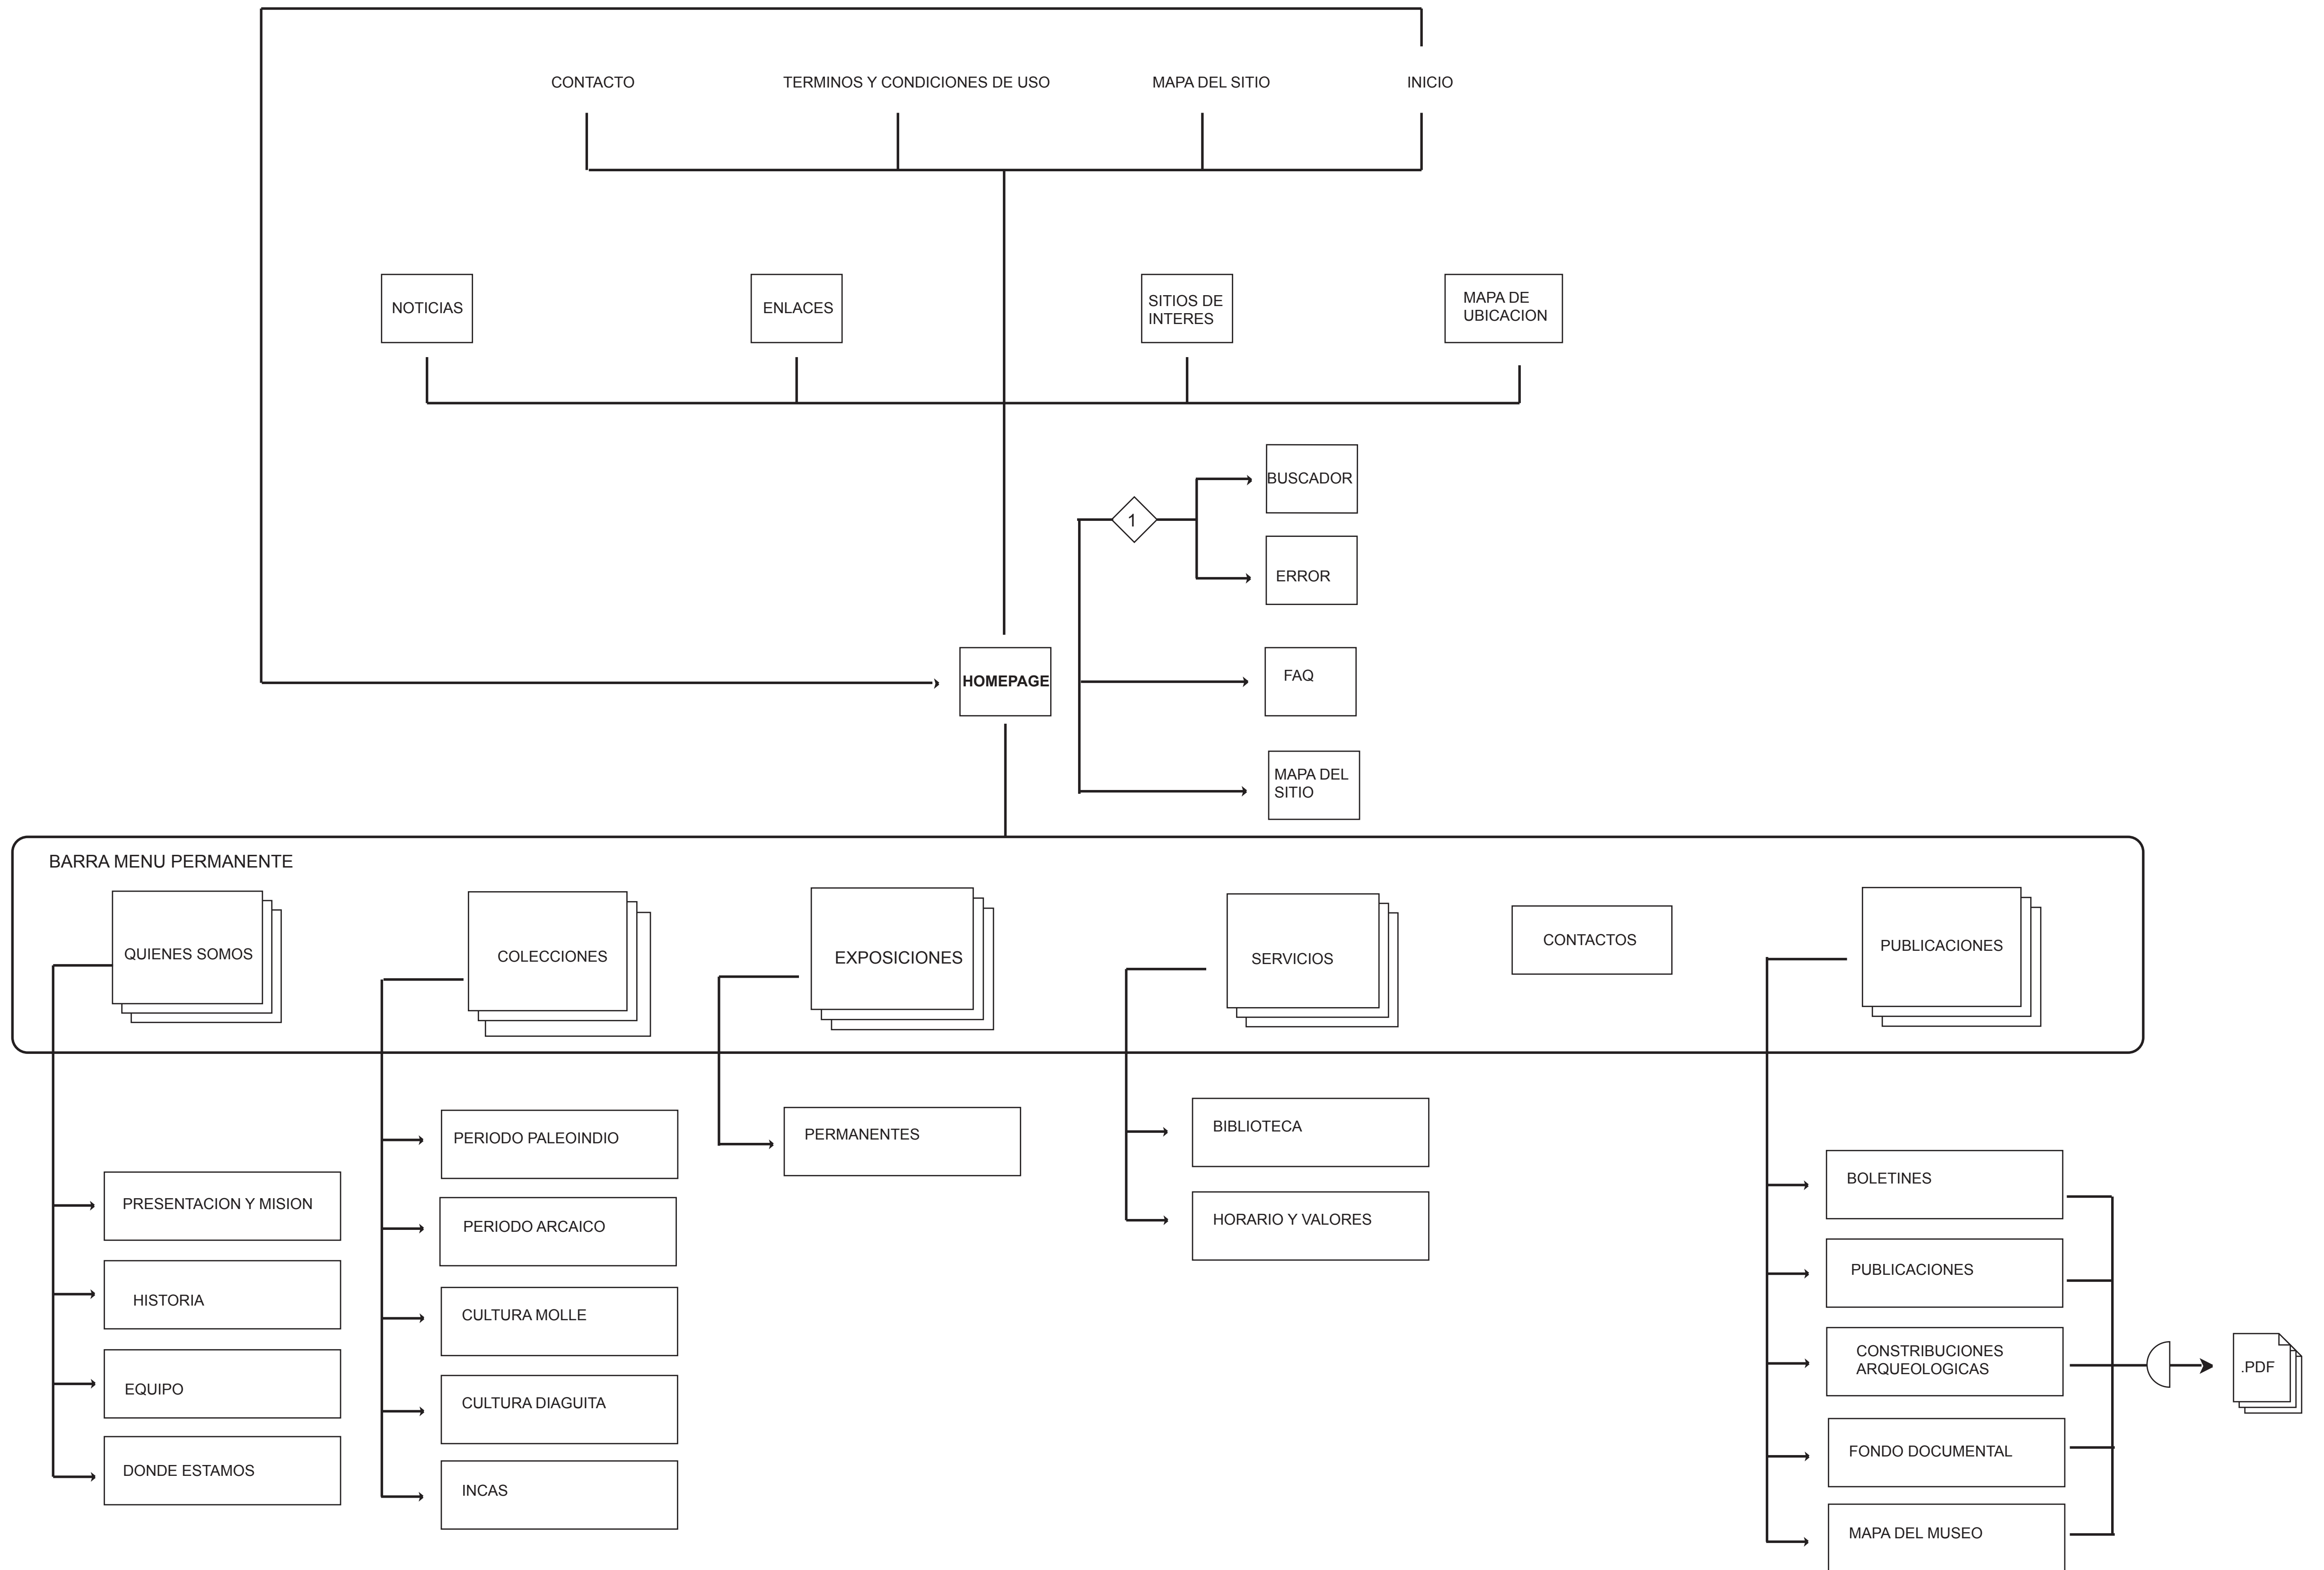 CONTACTO
TERMINOS Y CONDICIONES DE USO
MAPA DEL SITIO
INICIO
NOTICIAS
ENLACES
SITIOS DE
INTERES
MAPA DE
UBICACION
BUSCADOR
1
ERROR
HOMEPAGE
FAQ
MAPA DEL
SITIO
BARRA MENU PERMANENTE
QUIENES SOMOS
COLECCIONES
EXPOSICIONES
SERVICIOS
CONTACTOS
PUBLICACIONES
PRESENTACION Y MISION
HISTORIA
EQUIPO
DONDE ESTAMOS
PERIODO PALEOINDIO
PERIODO ARCAICO
CULTURA MOLLE
CULTURA DIAGUITA
INCAS
PERMANENTES
BIBLIOTECA
HORARIO Y VALORES
BOLETINES
PUBLICACIONES
CONSTRIBUCIONES
ARQUEOLOGICAS
FONDO DOCUMENTAL
MAPA DEL MUSEO
.PDF